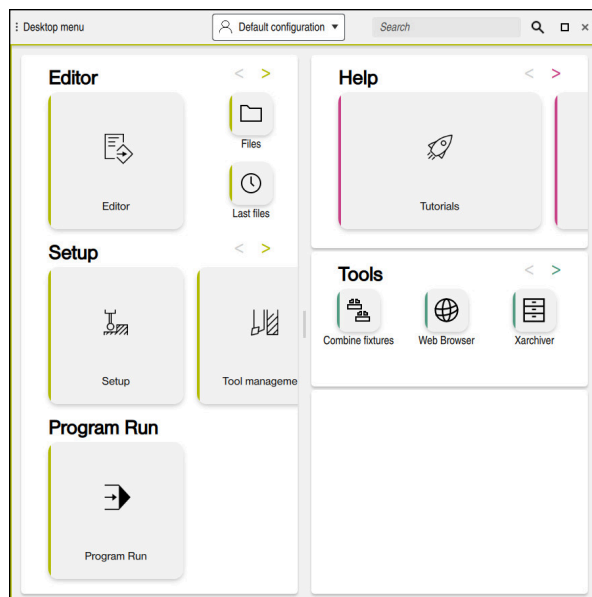 Desktop menu
Default configuration
Search
Editor
Editor
Files
Last files
Setup
Setup
Tool manageme
Program Run
Program Run
Help
Tutorials
Tools
Combine fixtures
Web Browser
Xarchiver